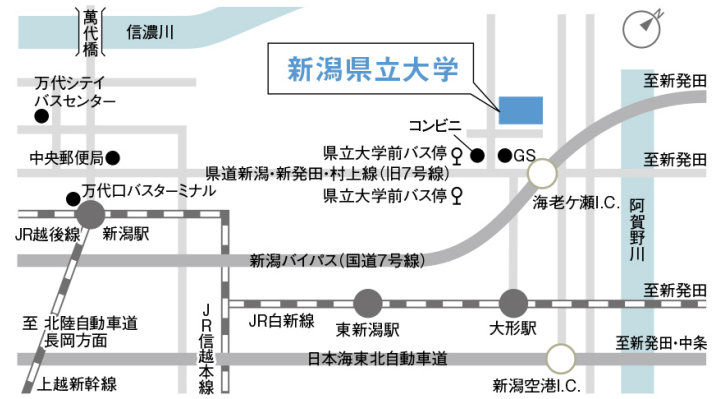 萬代橋
信濃川
新潟県立大学
至新発田
万代シテイ
バスセンター
コンビニ
中央郵便局
県立大学前バス停
GS
至新発田
県道新潟・新発田・村上線(旧7号線)
万代口バスターミナル
県立大学前バス停
海老ケ瀬I.C.
阿賀野川
JR越後線
新潟駅
新潟バイパス(国道7号線)
至新発田
JR信越本線
JR白新線
東新潟駅
大形駅
至 北陸自動車道
長岡方面
至新発田・中条
日本海東北自動車道
上越新幹線
新潟空港I.C.